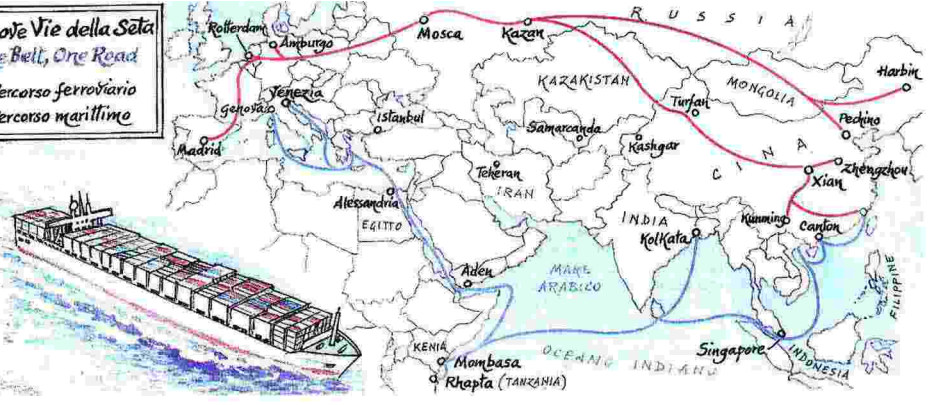 ove Vie della Seta
e Belt, One Road
ercorso ferroviario
ercorso marittimo
RUSSIA
Rotterdam
Amburgo
Mosca
Kazan
Harbin
KAZAKISTAN
MONGOLIA
Genova
Venezia
Istanbul
Turfan
Pechino
Samarcanda
Kashgar
Madrid
Teheran
IRAN
CINA
Zhengzhou
Xian
Alessandria
EGITTO
INDIA
Kolkata
Kunming
Canton
Aden
MARE
ARABICO
FILIPPINE
KENIA
Mombasa
Rhapta (TANZANIA)
OCEANO INDIANO
Singapore
INDONESIA